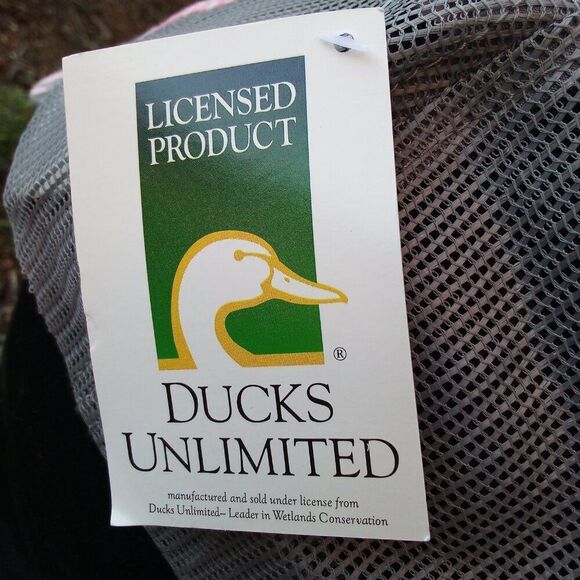 LICENSED
PRODUCT
®
DUCKS
UNLIMITED
manufactured and sold under license from
Ducks Unlimited– Leader in Wetlands Conservation